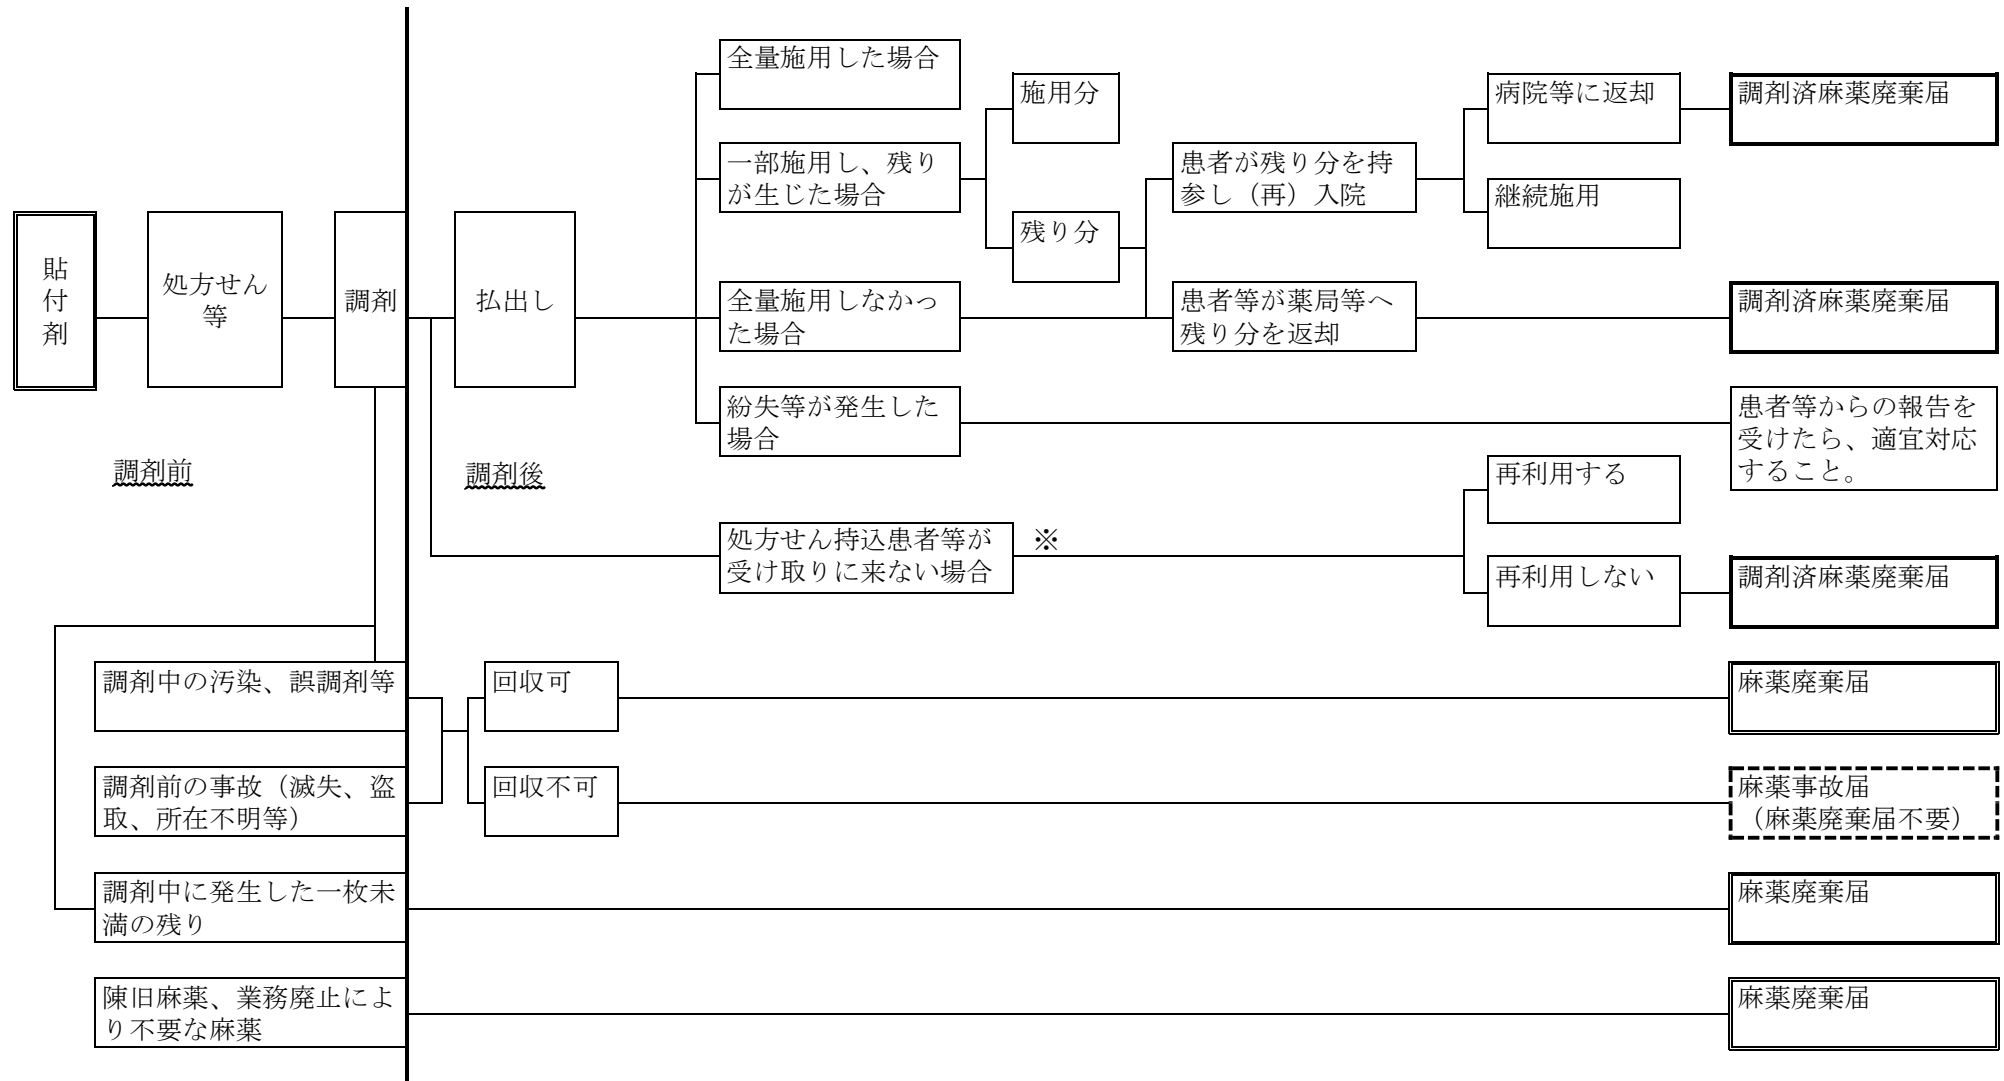 全量施用した場合
施用分
病院等に返却
調剤済麻薬廃棄届
一部施用し、残り
が生じた場合
患者が残り分を持
参し（再）入院
継続施用
残り分
貼
付
剤
処方せん
等
調剤
払出し
全量施用しなかっ
た場合
患者等が薬局等へ
残り分を返却
調剤済麻薬廃棄届
紛失等が発生した
場合
患者等からの報告を
受けたら、適宜対応
すること。
調剤前
調剤後
再利用する
処方せん持込患者等が
受け取りに来ない場合
※
再利用しない
調剤済麻薬廃棄届
調剤中の汚染、誤調剤等
回収可
麻薬廃棄届
調剤前の事故（滅失、盗
取、所在不明等）
回収不可
麻薬事故届
（麻薬廃棄届不要）
調剤中に発生した一枚未
満の残り
麻薬廃棄届
陳旧麻薬、業務廃止によ
り不要な麻薬
麻薬廃棄届